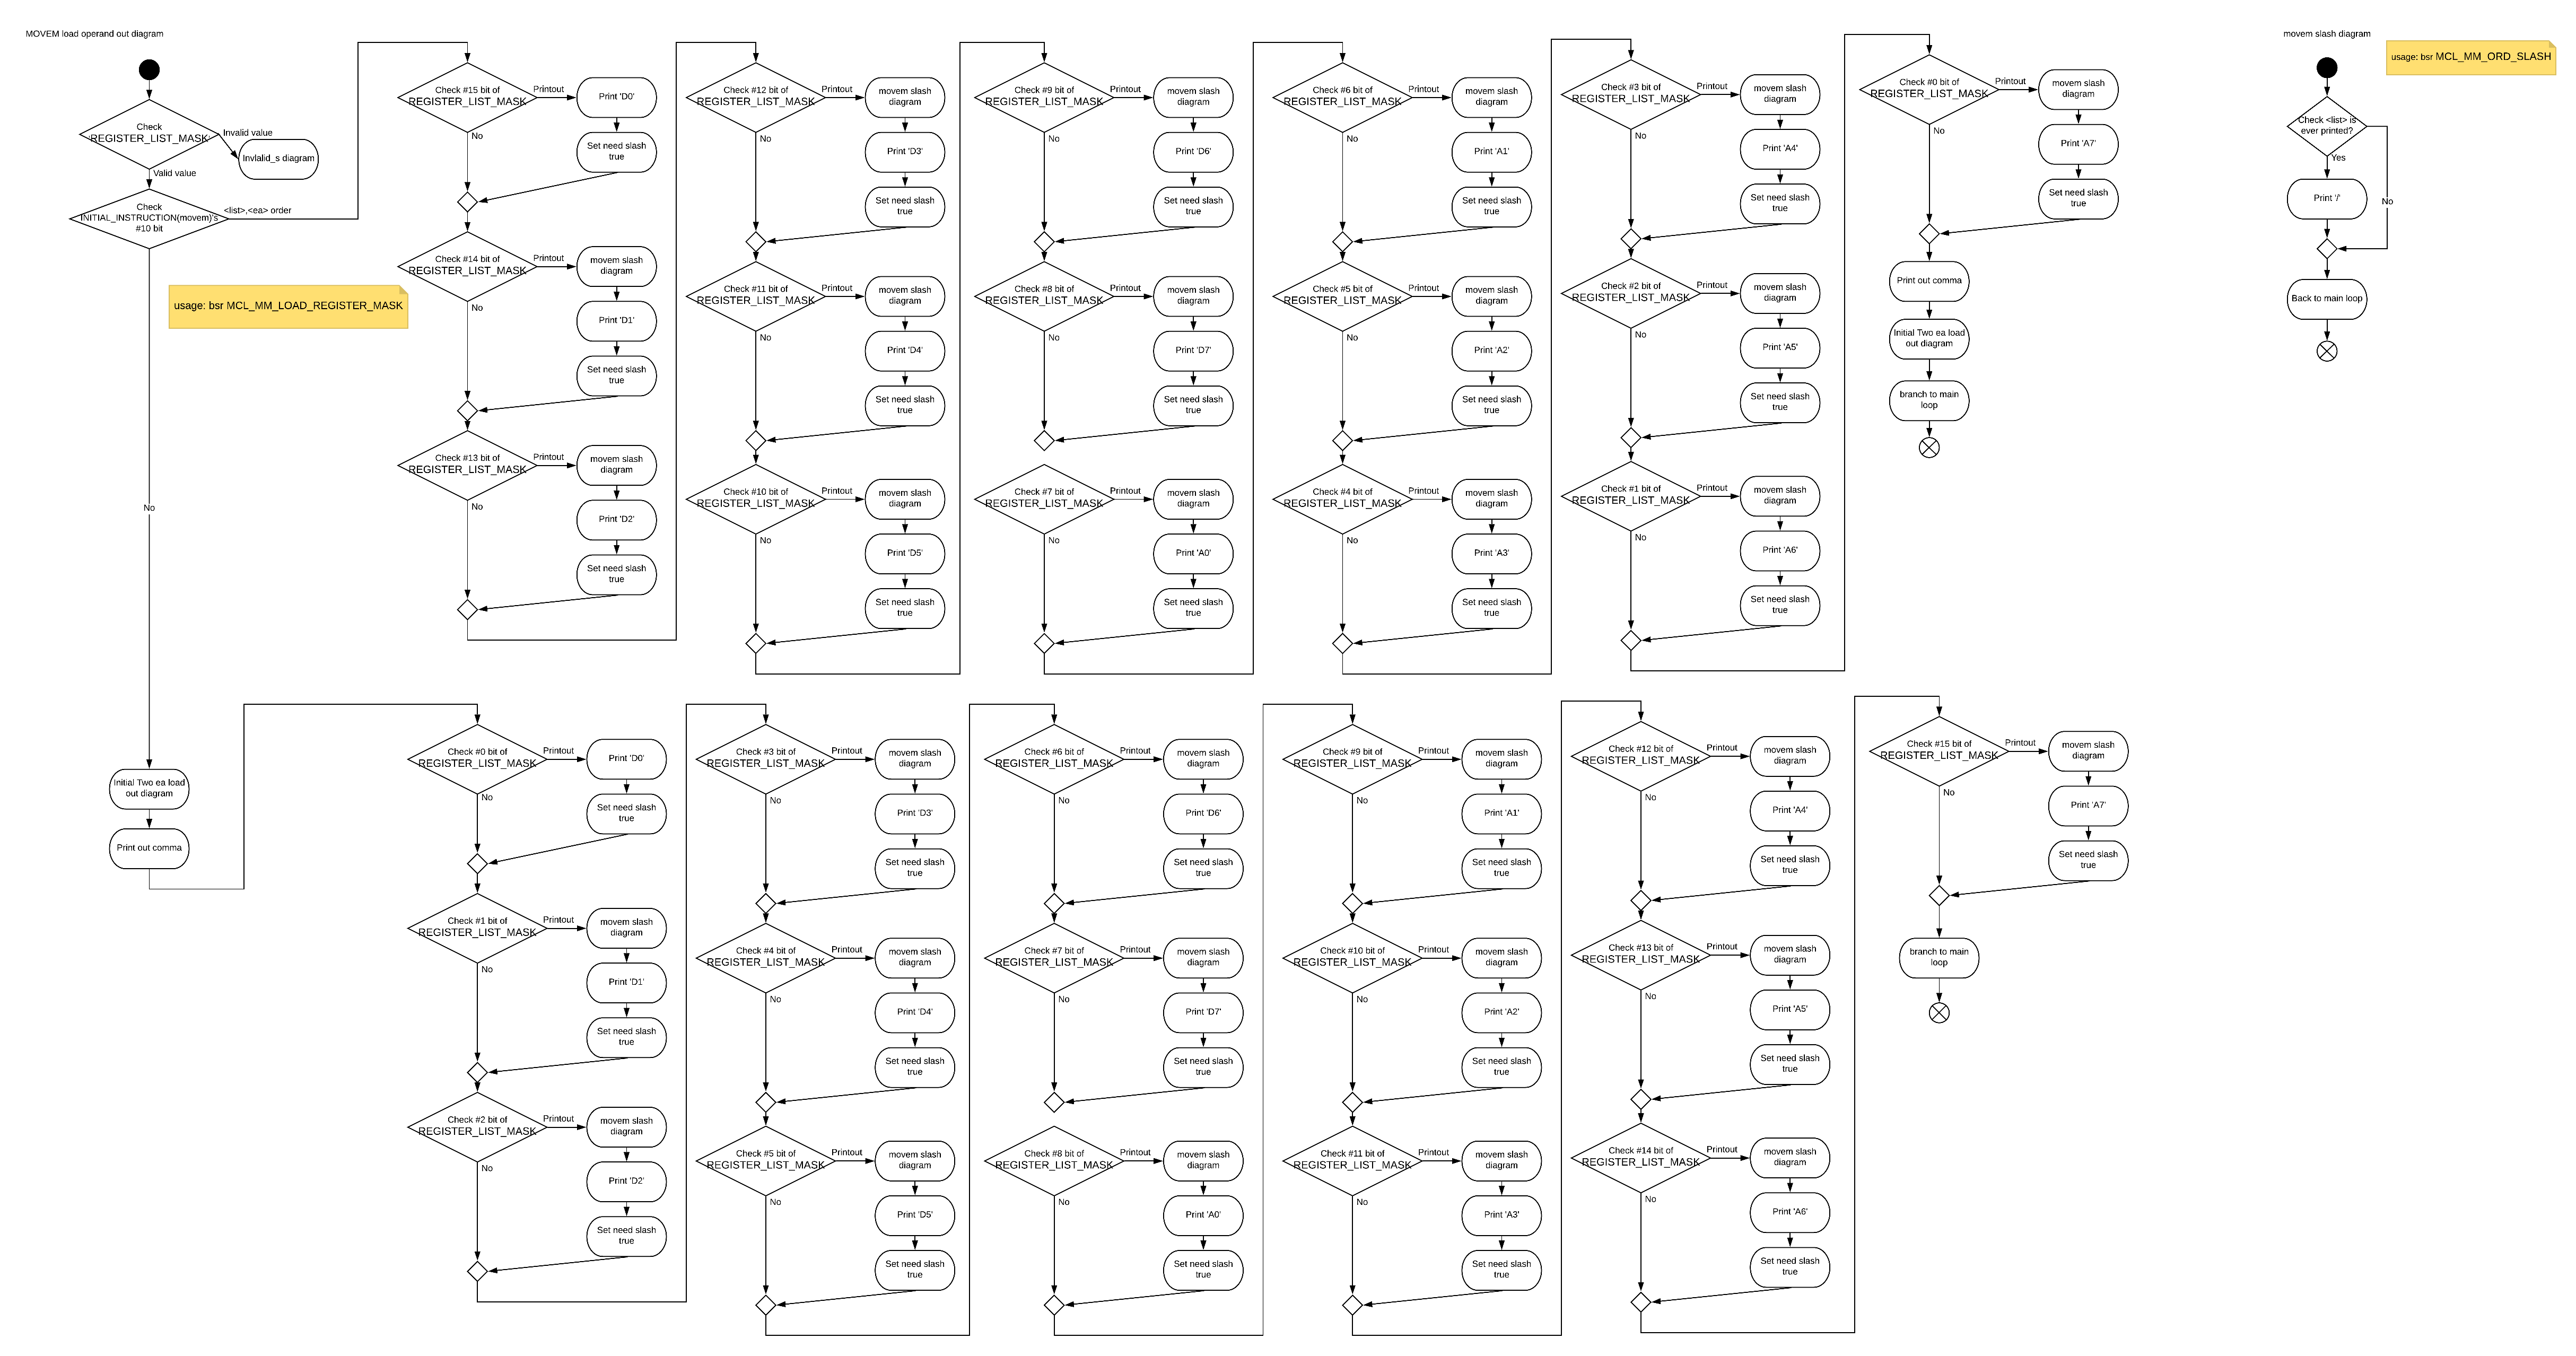 MOVEM load operand out diagram
Check
REGISTER_LIST_MASK
Invalid value
Invlalid_s diagram
Valid value
Check
INITIAL_INSTRUCTION(movem)'s
#10 bit
<list>,<ea> order
No
usage: bsr MCL_MM_LOAD_REGISTER_MASK
Check #15 bit of
REGISTER_LIST_MASK
Printout
Print 'D0'
Set need slash
true
No
Check #14 bit of
REGISTER_LIST_MASK
Printout
movem slash
diagram
Print 'D1'
Set need slash
true
No
Check #13 bit of
REGISTER_LIST_MASK
Printout
movem slash
diagram
Print 'D2'
Set need slash
true
No
Check #12 bit of
REGISTER_LIST_MASK
Printout
movem slash
diagram
Print 'D3'
Set need slash
true
No
Check #11 bit of
REGISTER_LIST_MASK
Printout
movem slash
diagram
Print 'D4'
Set need slash
true
No
Check #10 bit of
REGISTER_LIST_MASK
Printout
movem slash
diagram
Print 'D5'
Set need slash
true
No
Check #9 bit of
REGISTER_LIST_MASK
Printout
movem slash
diagram
Print 'D6'
Set need slash
true
No
Check #8 bit of
REGISTER_LIST_MASK
Printout
movem slash
diagram
Print 'D7'
Set need slash
true
No
Check #7 bit of
REGISTER_LIST_MASK
Printout
movem slash
diagram
Print 'A0'
Set need slash
true
No
Check #6 bit of
REGISTER_LIST_MASK
Printout
movem slash
diagram
Print 'A1'
Set need slash
true
No
Check #5 bit of
REGISTER_LIST_MASK
Printout
movem slash
diagram
Print 'A2'
Set need slash
true
No
Check #4 bit of
REGISTER_LIST_MASK
Printout
movem slash
diagram
Print 'A3'
Set need slash
true
No
Check #3 bit of
REGISTER_LIST_MASK
Printout
movem slash
diagram
Print 'A4'
Set need slash
true
No
Check #2 bit of
REGISTER_LIST_MASK
Printout
movem slash
diagram
Print 'A5'
Set need slash
true
No
Check #1 bit of
REGISTER_LIST_MASK
Printout
movem slash
diagram
Print 'A6'
Set need slash
true
No
Check #0 bit of
REGISTER_LIST_MASK
Printout
movem slash
diagram
Print 'A7'
Set need slash
true
No
Print out comma
Initial Two ea load
out diagram
branch to main
loop
movem slash diagram
usage: bsr MCL_MM_ORD_SLASH
Check <list> is
ever printed?
Yes
Print '/'
No
Back to main loop
Initial Two ea load
out diagram
Print out comma
Check #0 bit of
REGISTER_LIST_MASK
Printout
Print 'D0'
Set need slash
true
No
Check #1 bit of
REGISTER_LIST_MASK
Printout
movem slash
diagram
Print 'D1'
Set need slash
true
No
Check #2 bit of
REGISTER_LIST_MASK
Printout
movem slash
diagram
Print 'D2'
Set need slash
true
No
Check #3 bit of
REGISTER_LIST_MASK
Printout
movem slash
diagram
Print 'D3'
Set need slash
true
No
Check #4 bit of
REGISTER_LIST_MASK
Printout
movem slash
diagram
Print 'D4'
Set need slash
true
No
Check #5 bit of
REGISTER_LIST_MASK
Printout
movem slash
diagram
Print 'D5'
Set need slash
true
No
Check #6 bit of
REGISTER_LIST_MASK
Printout
movem slash
diagram
Print 'D6'
Set need slash
true
No
Check #7 bit of
REGISTER_LIST_MASK
Printout
movem slash
diagram
Print 'D7'
Set need slash
true
No
Check #8 bit of
REGISTER_LIST_MASK
Printout
movem slash
diagram
Print 'A0'
Set need slash
true
No
Check #9 bit of
REGISTER_LIST_MASK
Printout
movem slash
diagram
Print 'A1'
Set need slash
true
No
Check #10 bit of
REGISTER_LIST_MASK
Printout
movem slash
diagram
Print 'A2'
Set need slash
true
No
Check #11 bit of
REGISTER_LIST_MASK
Printout
movem slash
diagram
Print 'A3'
Set need slash
true
No
Check #12 bit of
REGISTER_LIST_MASK
Printout
movem slash
diagram
Print 'A4'
Set need slash
true
No
Check #13 bit of
REGISTER_LIST_MASK
Printout
movem slash
diagram
Print 'A5'
Set need slash
true
No
Check #14 bit of
REGISTER_LIST_MASK
Printout
movem slash
diagram
Print 'A6'
Set need slash
true
No
Check #15 bit of
REGISTER_LIST_MASK
Printout
movem slash
diagram
Print 'A7'
Set need slash
true
No
branch to main
loop